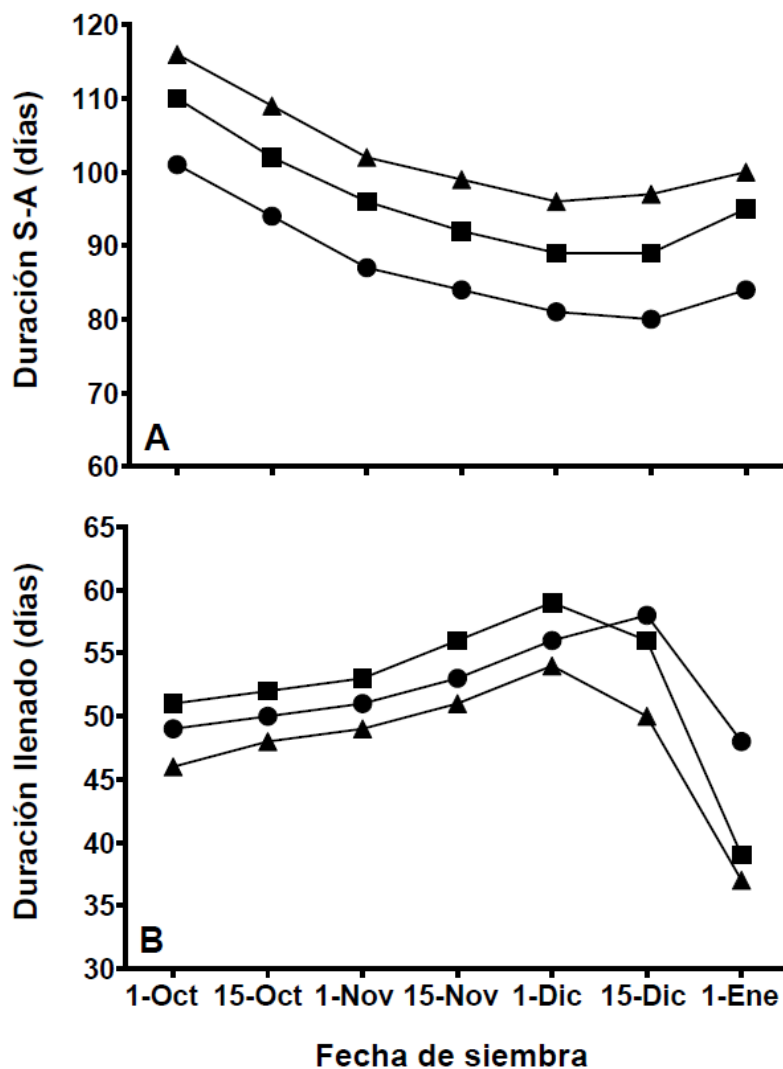 Duración S-A (días)
120
110
100
90
80
70
60
A
Duración llenado (días)
65
60
55
50
45
40
35
30
B
1-Oct 15-Oct 1-Nov 15-Nov 1-Dic 15-Dic 1-Ene
Fecha de siembra